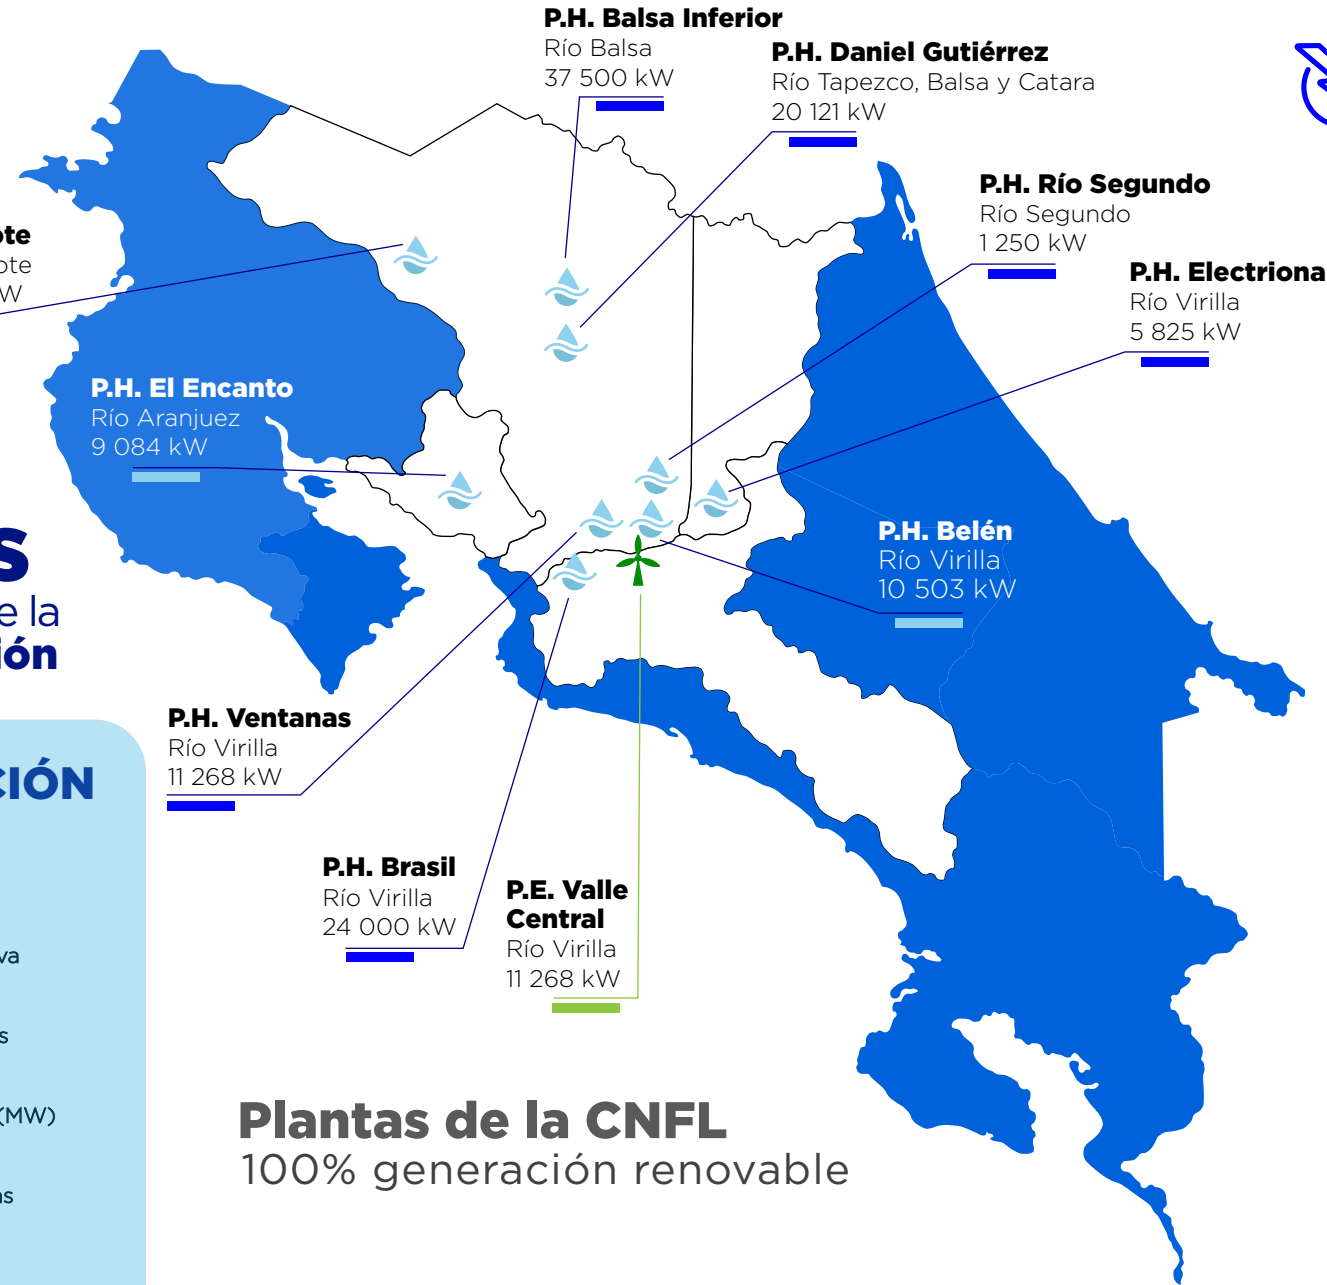 P.H. Balsa Inferior
Río Balsa
37 500 kW
P.H. Daniel Gutiérrez
Río Tapezco, Balsa y Catara
20 121 kW
P.H. Río Segundo
Río Segundo
1 250 kW
P.H. Electriona
Río Virilla
5 825 kW
P.H. El Encanto
Río Aranjuez
9 084 kW
P.H. Belén
Río Virilla
10 503 kW
e la
P.H. Ventanas
Río Virilla
11 268 kW
P.H. Brasil
Río Virilla
24 000 kW
P.E. Valle
Central
Río Virilla
11 268 kW
(MW)
Plantas de la CNFL
100% generación renovable